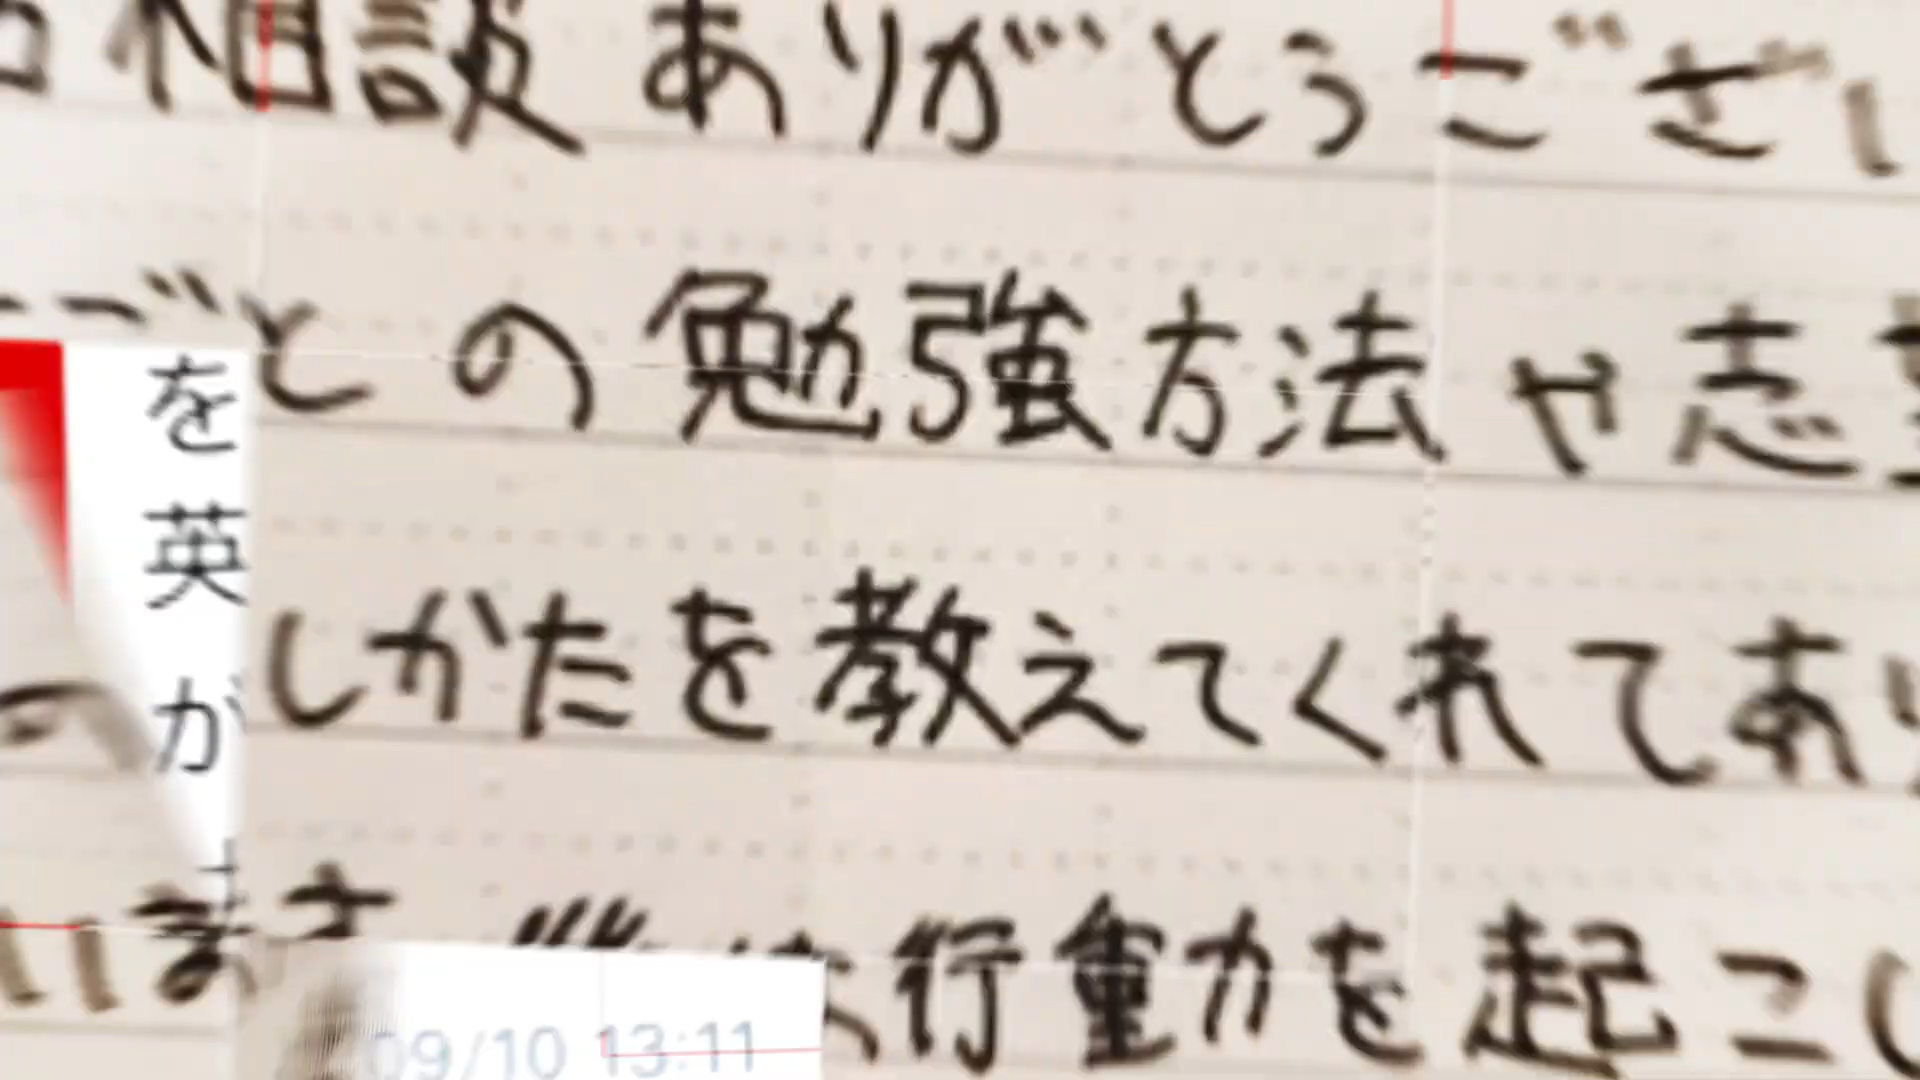 相談ありがとうござい
ごとの勉強方法や志
しかたを教えてくれてあり
います は行動を起こし
を英が
09/10 13:11